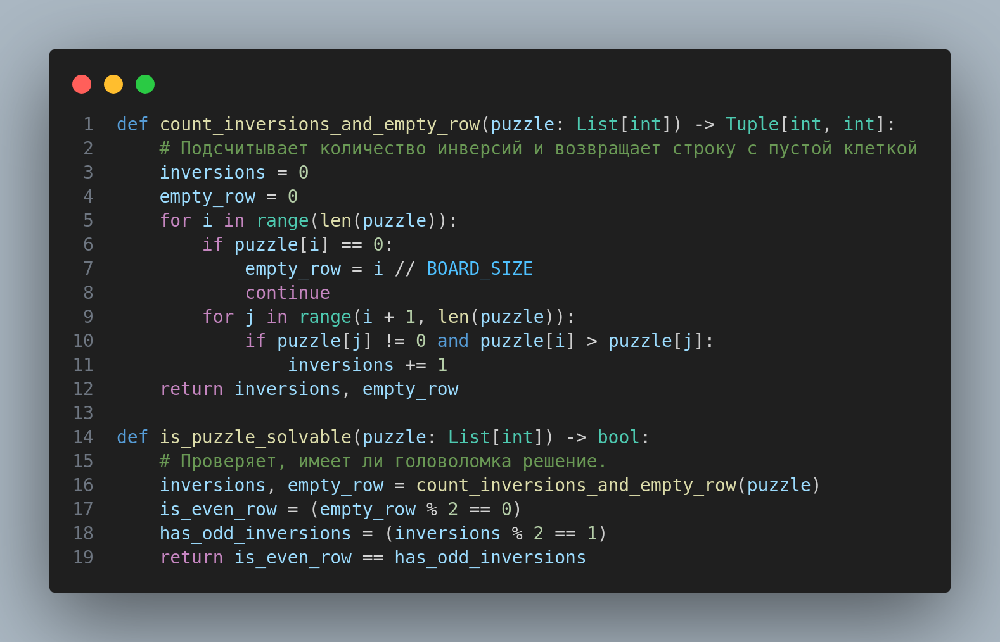 1 def count_inversions_and_empty_row(puzzle: List[int]) -> Tuple[int, int]:
2     # Подсчитывает количество инверсий и возвращает строку с пустой клеткой
3     inversions = 0
4     empty_row = 0
5     for i in range(len(puzzle)):
6         if puzzle[i] == 0:
7             empty_row = i // BOARD_SIZE
8             continue
9         for j in range(i + 1, len(puzzle)):
10             if puzzle[j] != 0 and puzzle[i] > puzzle[j]:
11                 inversions += 1
12     return inversions, empty_row
13
14 def is_puzzle_solvable(puzzle: List[int]) -> bool:
15     # Проверяет, имеет ли головоломка решение.
16     inversions, empty_row = count_inversions_and_empty_row(puzzle)
17     is_even_row = (empty_row % 2 == 0)
18     has_odd_inversions = (inversions % 2 == 1)
19     return is_even_row == has_odd_inversions